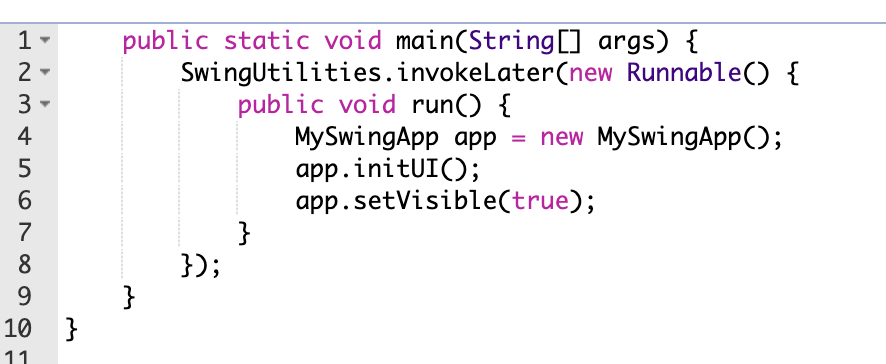 1 public static void main(String[] args) {
2 SwingUtilities.invokeLater(new Runnable() {
3 public void run() {
4 MySwingApp app = new MySwingApp();
5 app.initUI();
6 app.setVisible(true);
7 }
8 });
9 }
10 }
11